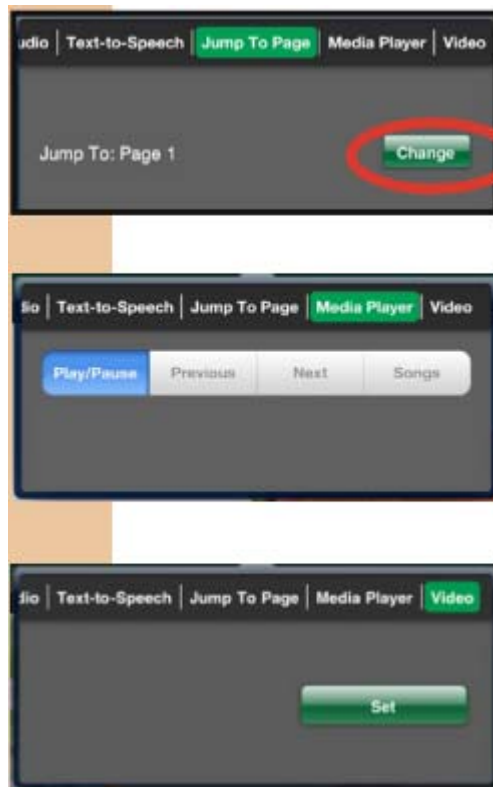 udio | Text-to-Speech | Jump To Page | Media Player | Video
Jump To: Page 1 Change
dio | Text-to-Speech | Jump To Page | Media Player | Video
Play/Pause Previous Next Songs
dio | Text-to-Speech | Jump To Page | Media Player | Video
Set